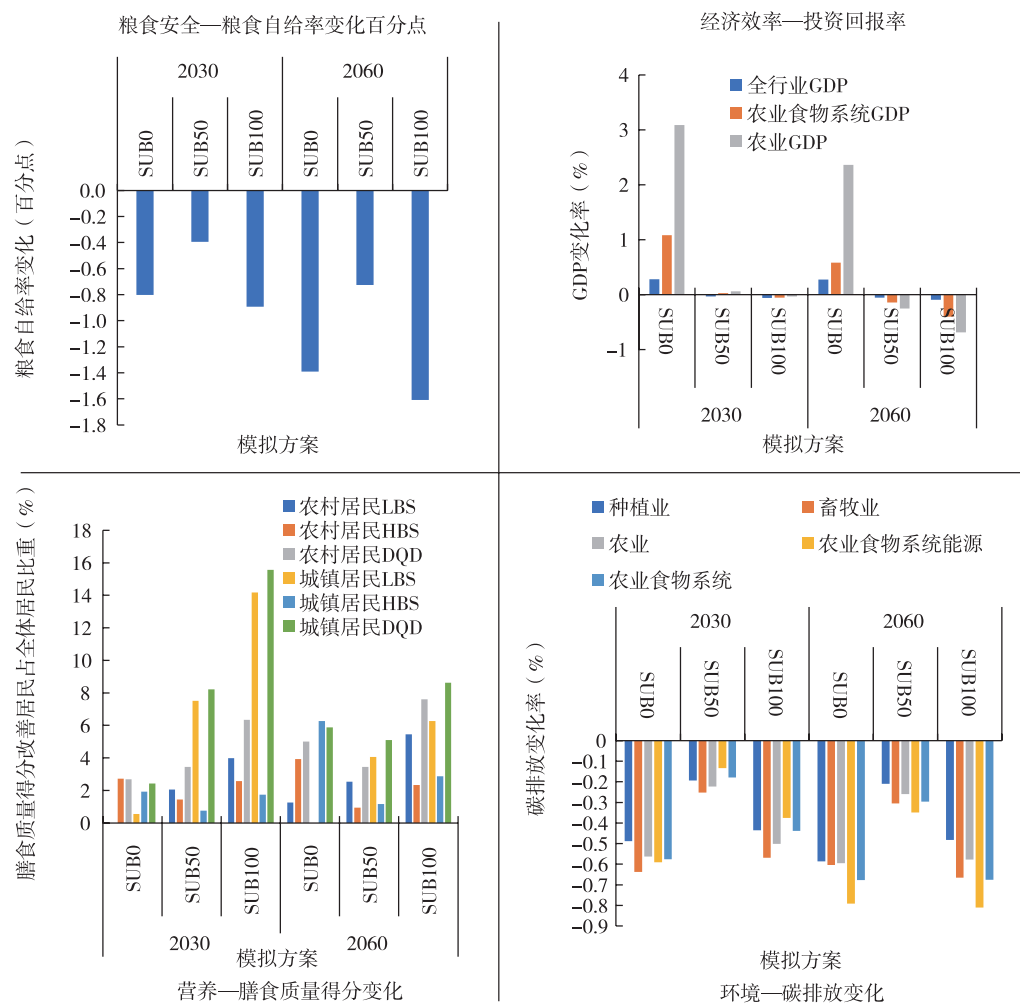 粮食安全—粮食自给率变化百分点
2030 2060
SUB0 SUB50 SUB100 SUB0 SUB50 SUB100
粮食自给率变化（百分点）
0.0
-0.2
-0.4
-0.6
-0.8
-1.0
-1.2
-1.4
-1.6
-1.8
模拟方案
经济效率—投资回报率
全行业GDP
农业食物系统GDP
农业GDP
GDP变化率（%）
4
3
2
1
0
-1
SUB0 SUB50 SUB100 SUB0 SUB50 SUB100
2030 2060
模拟方案
膳食质量得分改善居民占全体居民比重（%）
农村居民LBS
农村居民HBS
农村居民DQD
城镇居民LBS
城镇居民HBS
城镇居民DQD
18
16
14
12
10
8
6
4
2
0
SUB0 SUB50 SUB100 SUB0 SUB50 SUB100
2030 2060
模拟方案
营养—膳食质量得分变化
种植业 畜牧业
农业 农业食物系统能源
农业食物系统
2030 2060
SUB0 SUB50 SUB100 SUB0 SUB50 SUB100
碳排放变化率（%）
0
-0.1
-0.2
-0.3
-0.4
-0.5
-0.6
-0.7
-0.8
-0.9
模拟方案
环境—碳排放变化